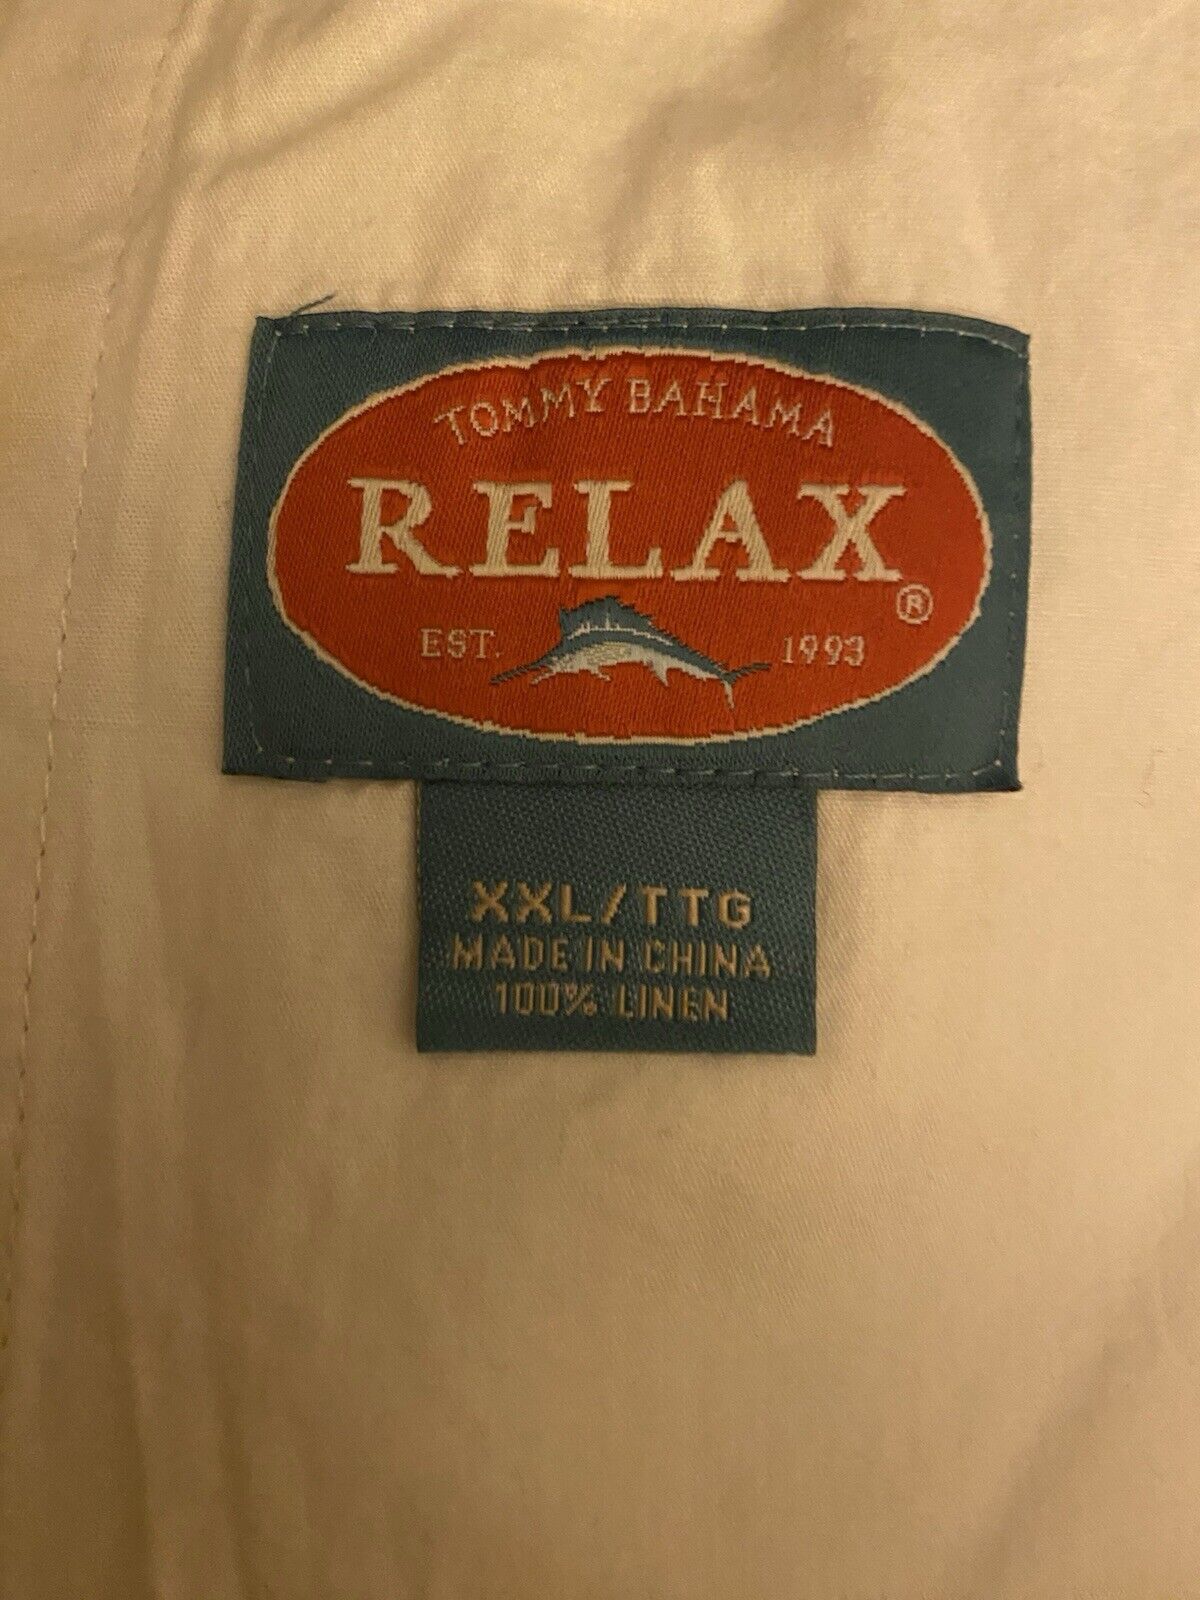 TOMMY BAHAMA
RELAX®
EST. 1993
XXL/TTG
MADE IN CHINA
100% LINEN